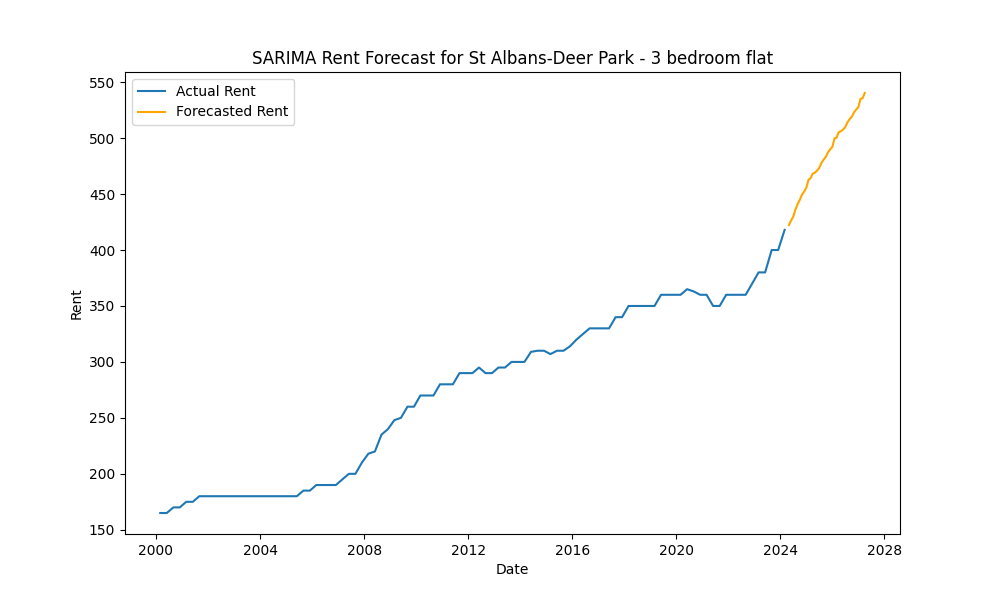 SARIMA Rent Forecast for St Albans-Deer Park - 3 bedroom flat
Actual Rent
Forecasted Rent
550
500
450
400
350
300
250
200
150
Rent
2000 2004 2008 2012 2016 2020 2024 2028
Date